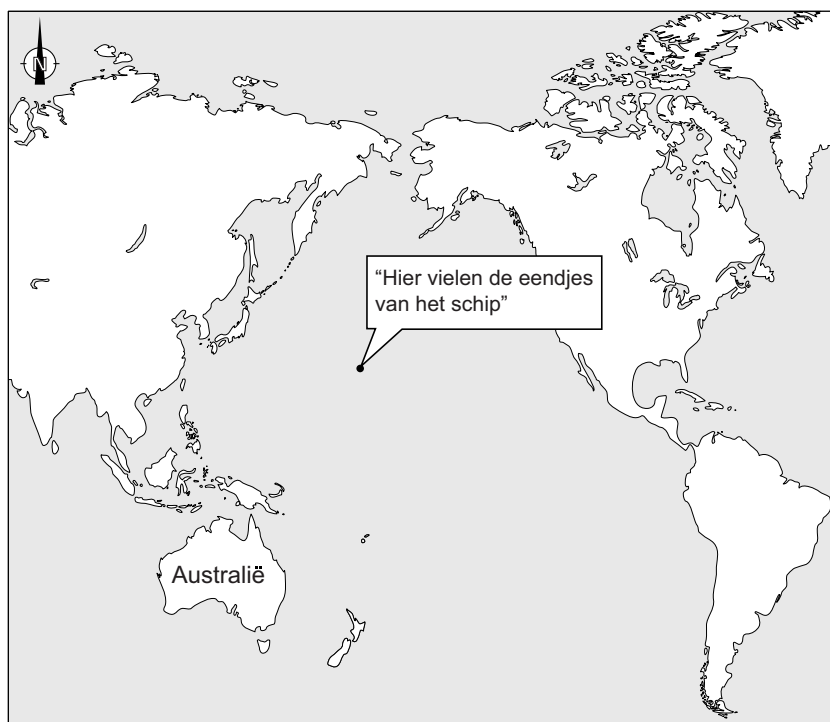 N
“Hier vielen de eendjes
van het schip”
Australië